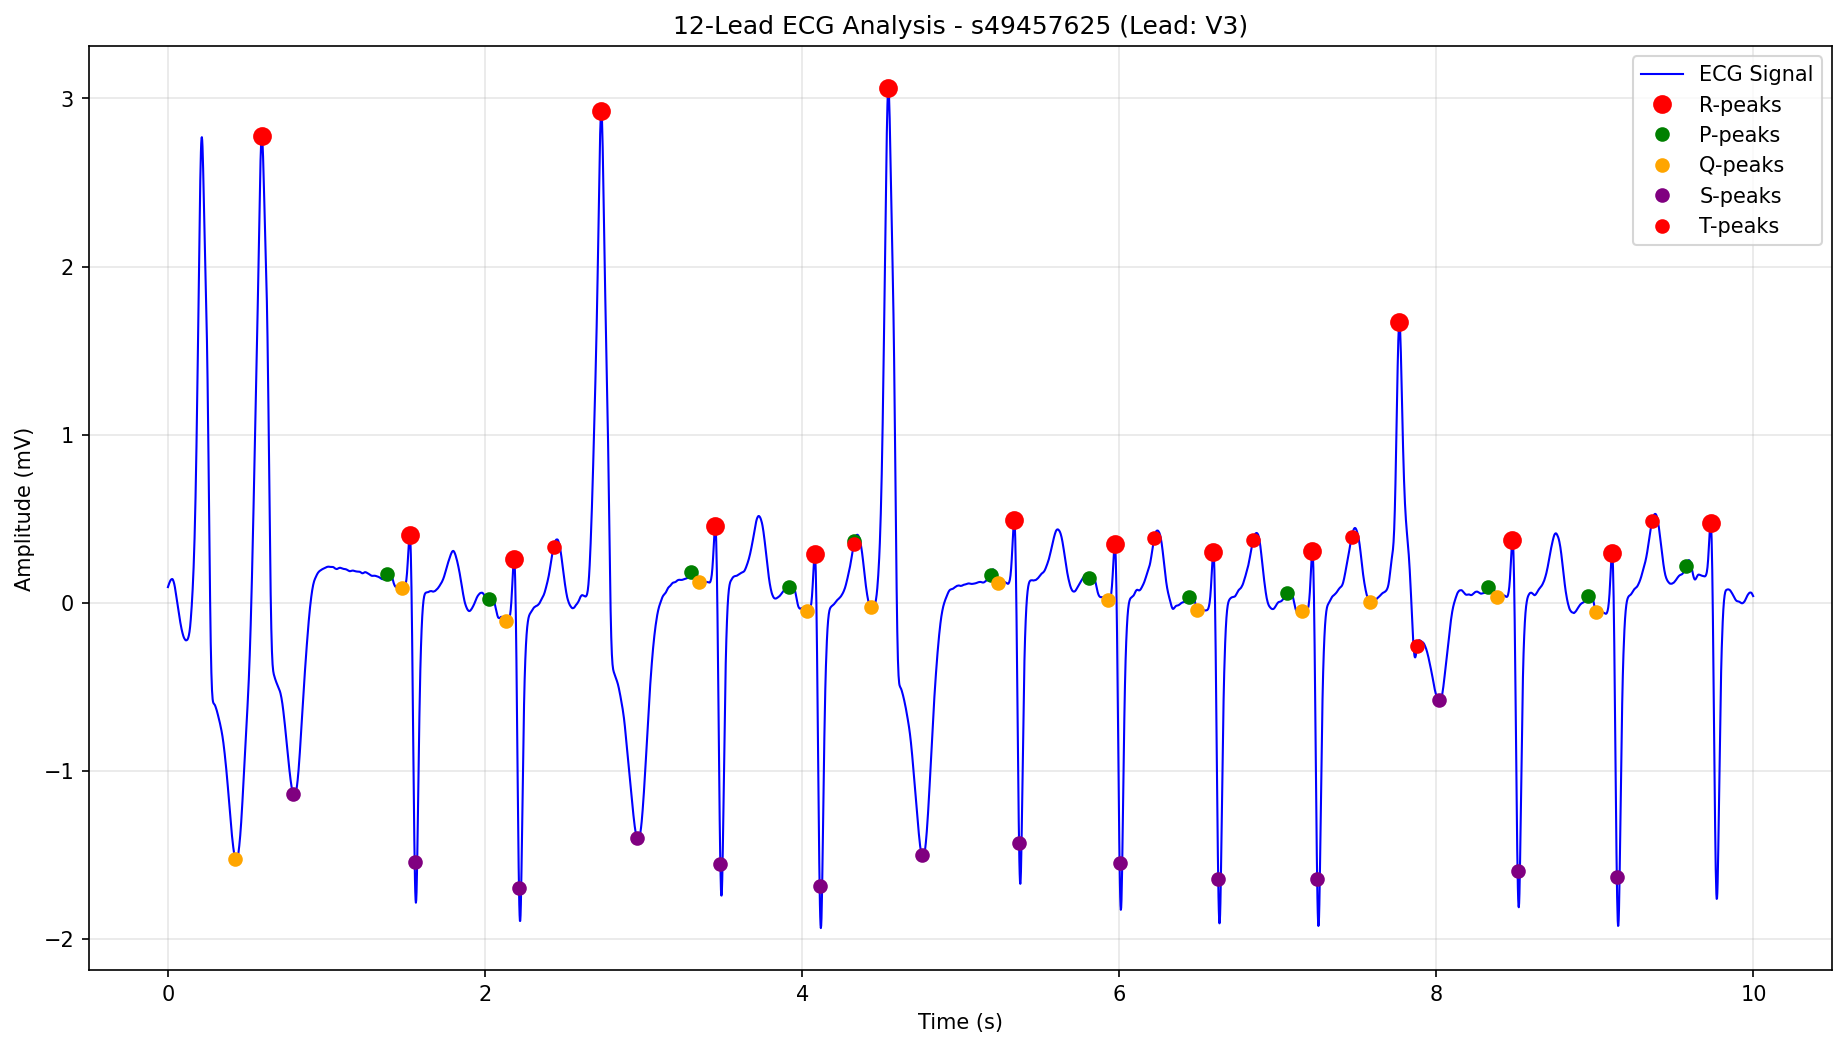 12-Lead ECG Analysis - s49457625 (Lead: V3)
ECG Signal
R-peaks
P-peaks
Q-peaks
S-peaks
T-peaks
Amplitude (mV)
3
2
1
0
−1
−2
0 2 4 6 8 10
Time (s)